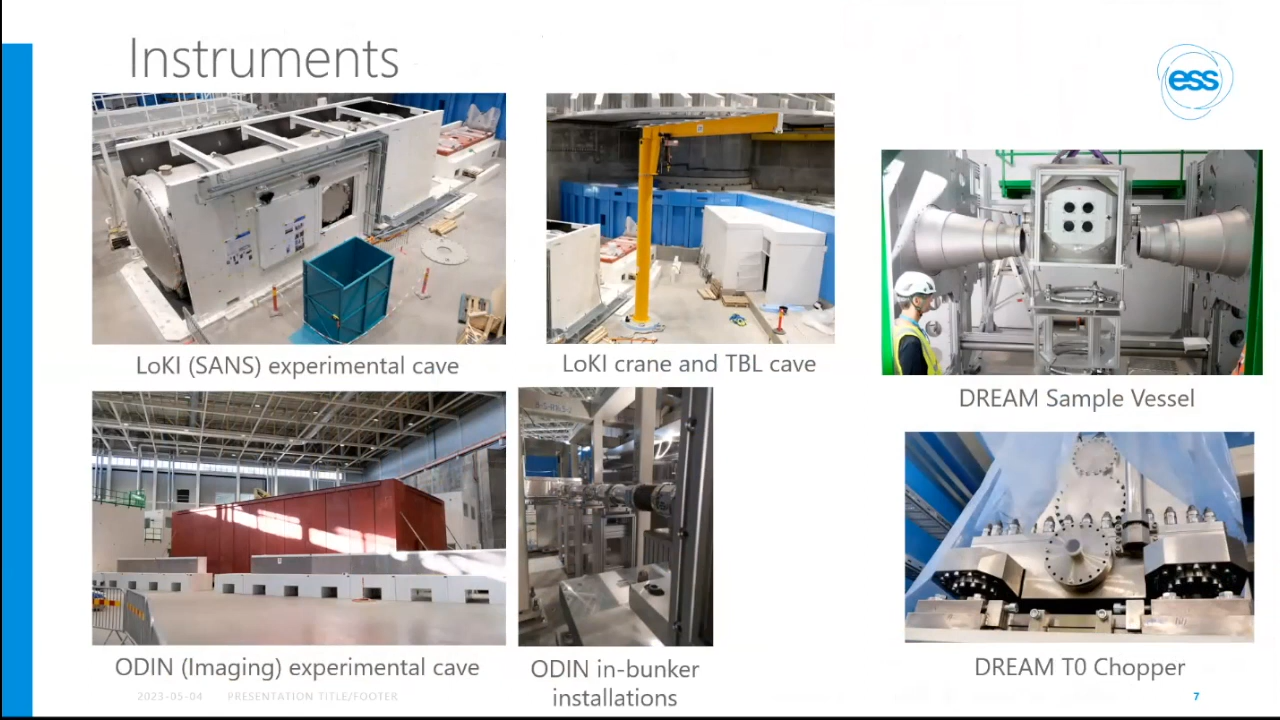 Instruments
ess
LoKI (SANS) experimental cave
LoKI crane and TBL cave
DREAM Sample Vessel
ODIN (Imaging) experimental cave
ODIN in-bunker
installations
DREAM T0 Chopper
2023-05-04 PRESENTATION TITLE/FOOTER
7